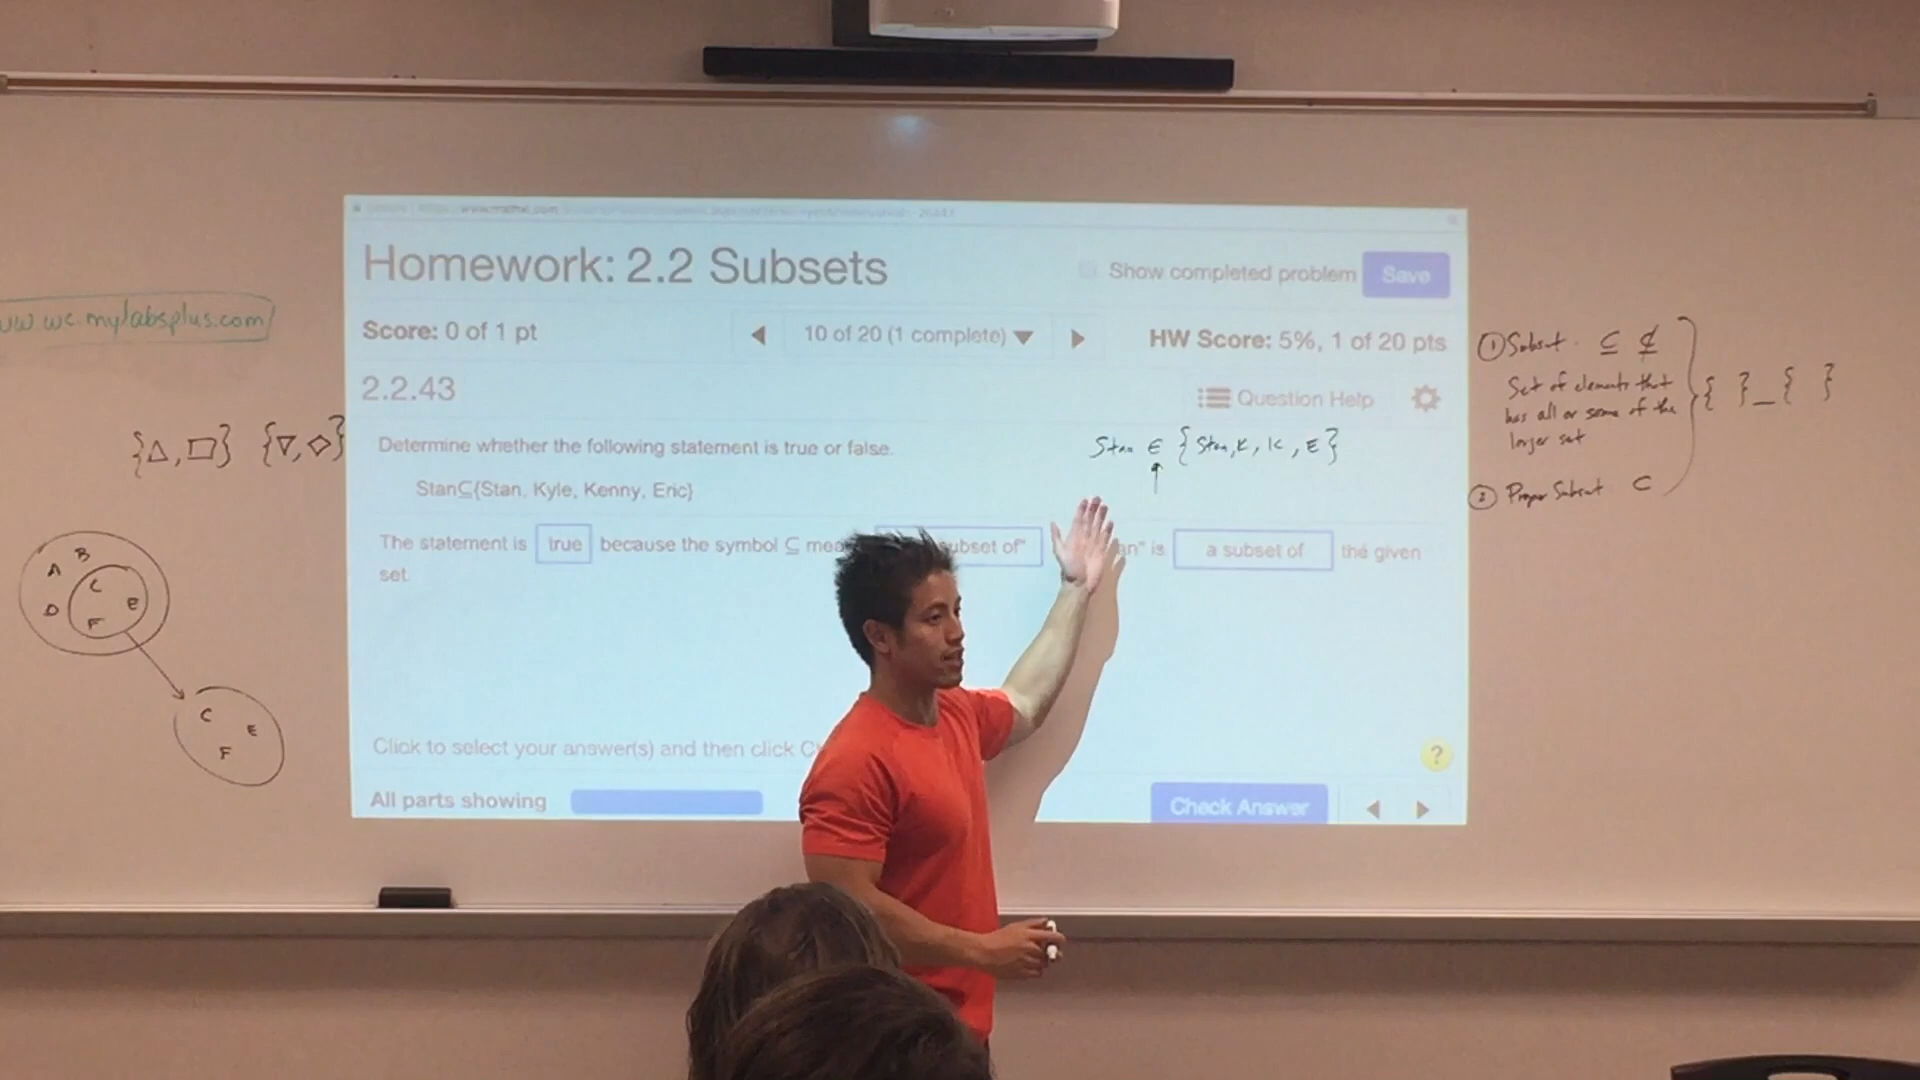 Homework: 2.2 Subsets
Show completed problem
Save
Score: 0 of 1 pt
10 of 20 (1 complete)
HW Score: 5%, 1 of 20 pts
2.2.43
Question Help
Determine whether the following statement is true or false.
Stan⊆{Stan, Kyle, Kenny, Eric}
The statement is true because the symbol ⊆ mea ubset of" an" is a subset of the given
set.
Click to select your answer(s) and then click C
?
All parts showing
Check Answer
wc.mylabsplus.com
{△,□} {▽,◇}
A B C D E F
C E F
Stan ∈ {Stan, K, K, E}
① Subset ⊆ ⊄
Set of elements that
has all or some of the
larger set
{ } _ { }
② Proper Subset ⊂